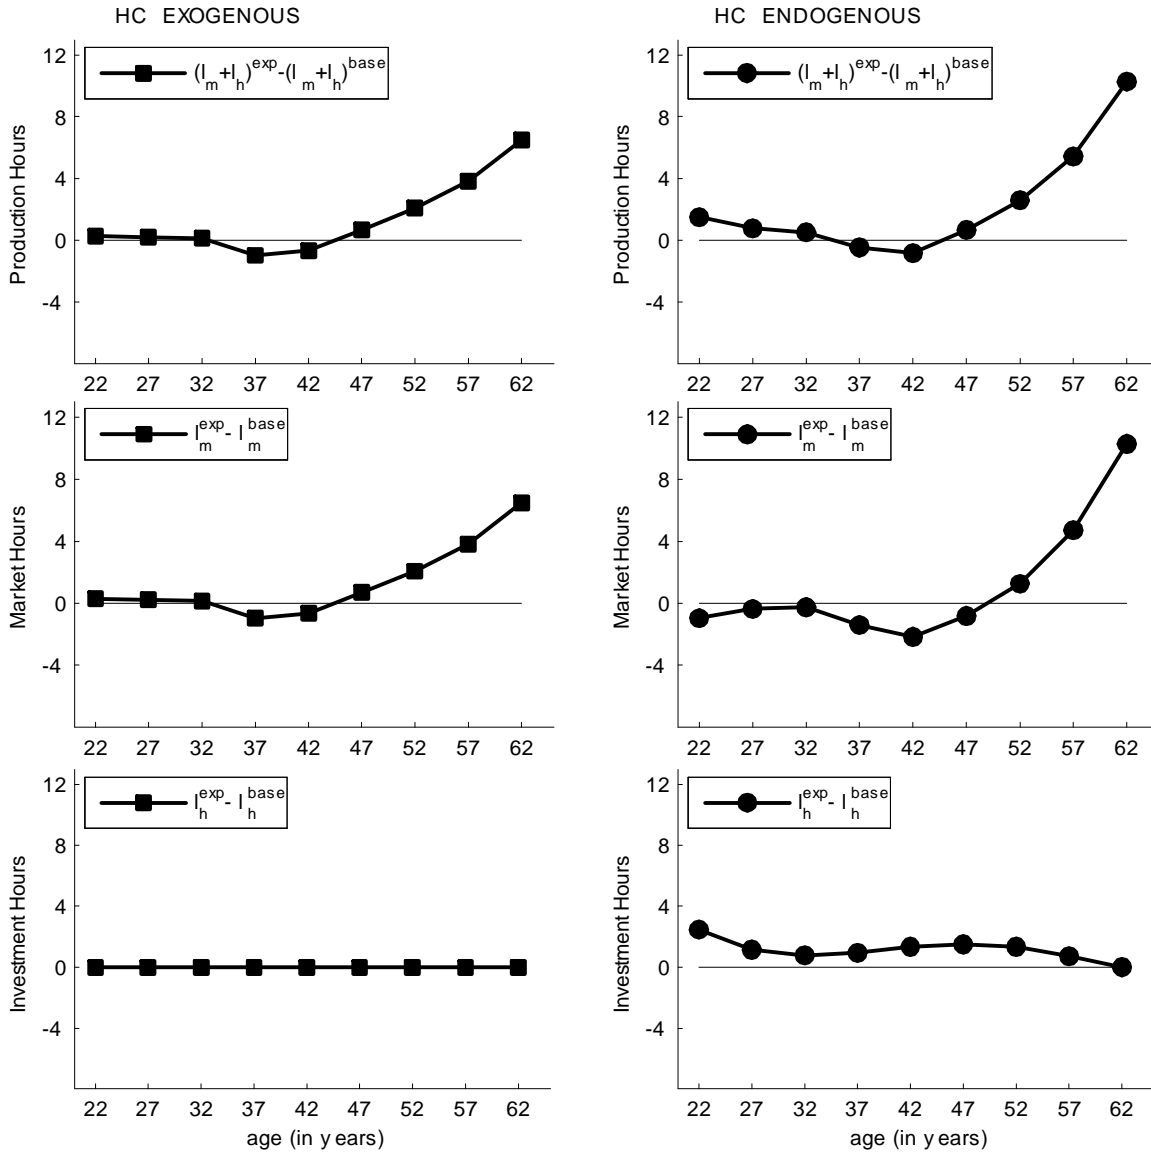 HC EXOGENOUS
12
8
4
0
-4
Production Hours
(l_m+l_h)^exp-(l_m+l_h)^base
22 27 32 37 42 47 52 57 62
HC ENDOGENOUS
12
8
4
0
-4
Production Hours
(l_m+l_h)^exp-(l_m+l_h)^base
22 27 32 37 42 47 52 57 62
12
8
4
0
-4
Market Hours
l_m^exp- l_m^base
22 27 32 37 42 47 52 57 62
12
8
4
0
-4
Market Hours
l_m^exp- l_m^base
22 27 32 37 42 47 52 57 62
12
8
4
0
-4
Investment Hours
l_h^exp- l_h^base
22 27 32 37 42 47 52 57 62
age (in years)
12
8
4
0
-4
Investment Hours
l_h^exp- l_h^base
22 27 32 37 42 47 52 57 62
age (in years)